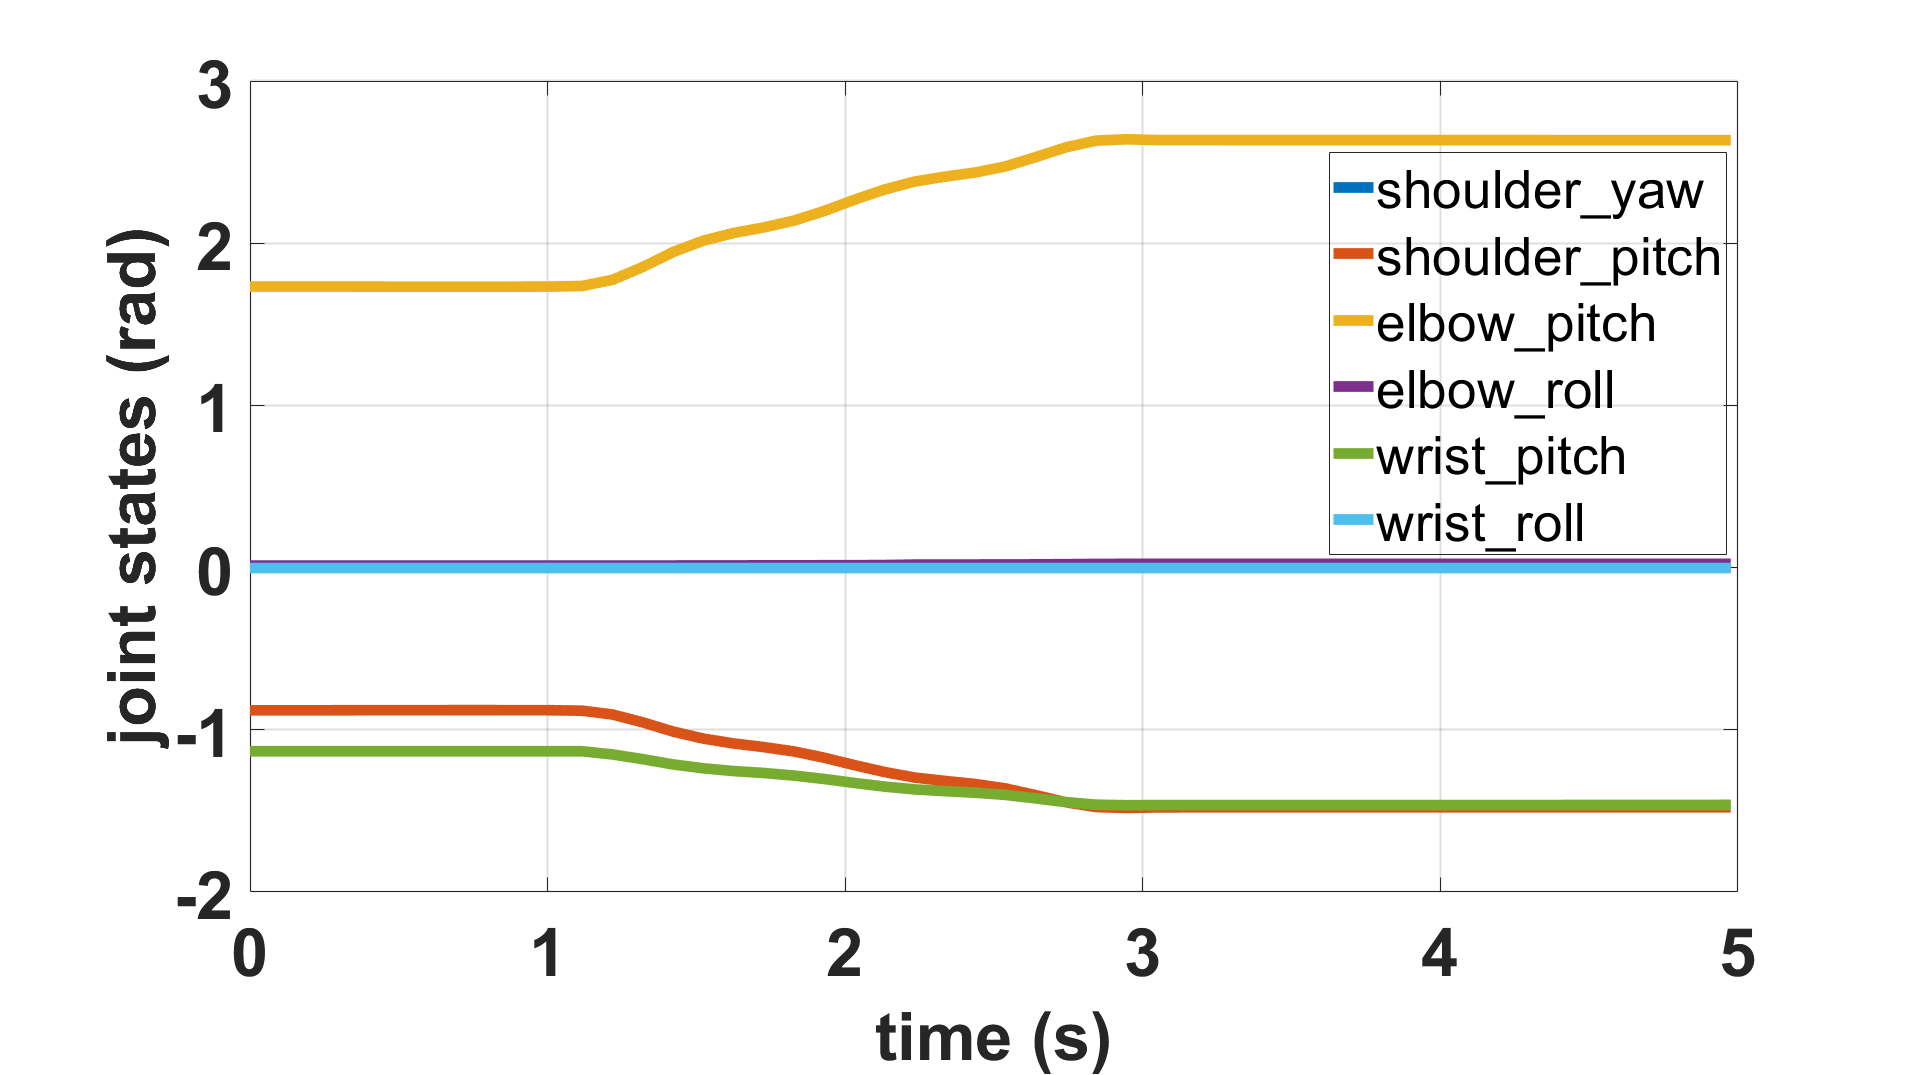 3
2
1
0
-1
-2
joint states (rad)
shoulder_yaw
shoulder_pitch
elbow_pitch
elbow_roll
wrist_pitch
wrist_roll
0 1 2 3 4 5
time (s)